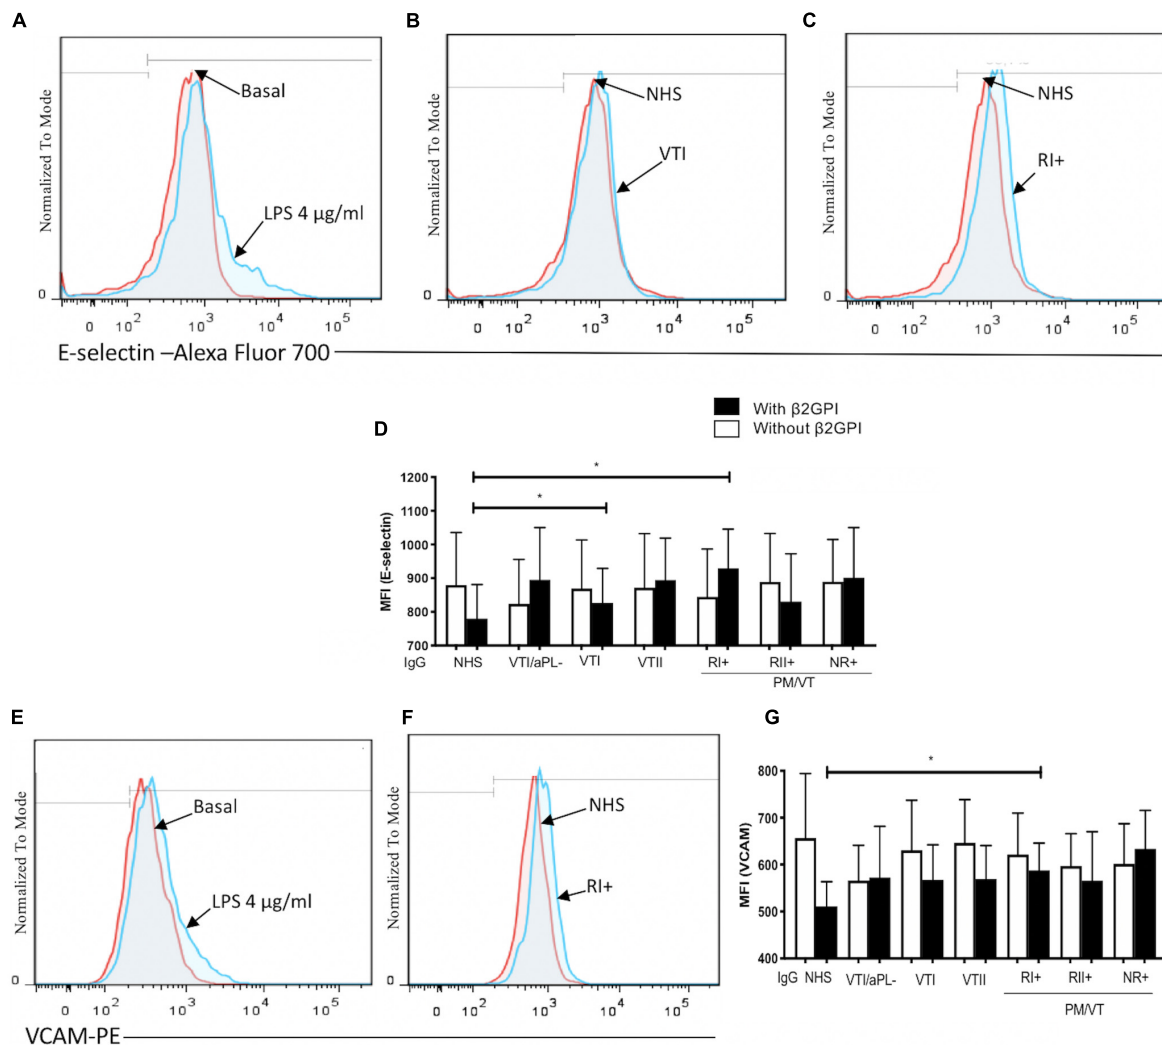 A
B
C
Normalized To Mode
Basal
LPS 4 µg/ml
0
0 10² 10³ 10⁴ 10⁵
Normalized To Mode
NHS
VTI
0
0 10² 10³ 10⁴ 10⁵
Normalized To Mode
NHS
RI+
0
0 10² 10³ 10⁴ 10⁵
E-selectin –Alexa Fluor 700
With β2GPI
Without β2GPI
D
MFI (E-selectin)
1200
1100
1000
900
800
700
*
*
IgG NHS VTI/aPL- VTI VTII RI+ RII+ NR+
PM/VT
E
F
G
Normalized To Mode
Basal
LPS 4 µg/ml
0
0 10² 10³ 10⁴ 10⁵
Normalized To Mode
NHS
RI+
0
0 10² 10³ 10⁴ 10⁵
VCAM-PE
MFI (VCAM)
800
700
600
500
400
*
IgG NHS VTI/aPL- VTI VTII RI+ RII+ NR+
PM/VT